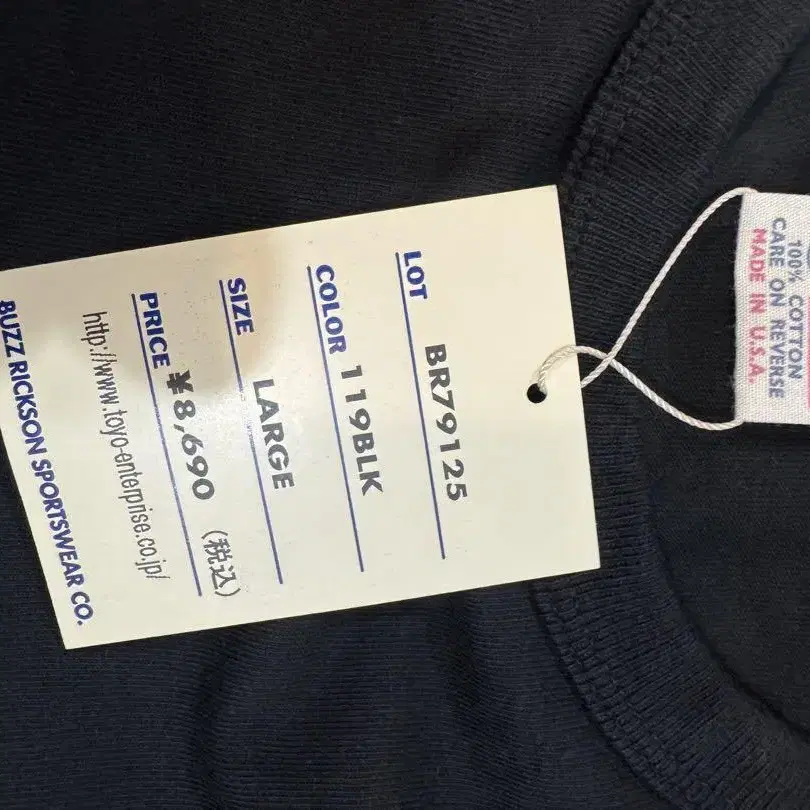 LOT BR79125
COLOR 119BLK
SIZE LARGE
PRICE ¥8,690 (税込)
http://www.toyo-enterprise.co.jp/
BUZZ RICKSON SPORTSWEAR CO.
100% COTTON
CARE ON REVERSE
MADE IN U.S.A.